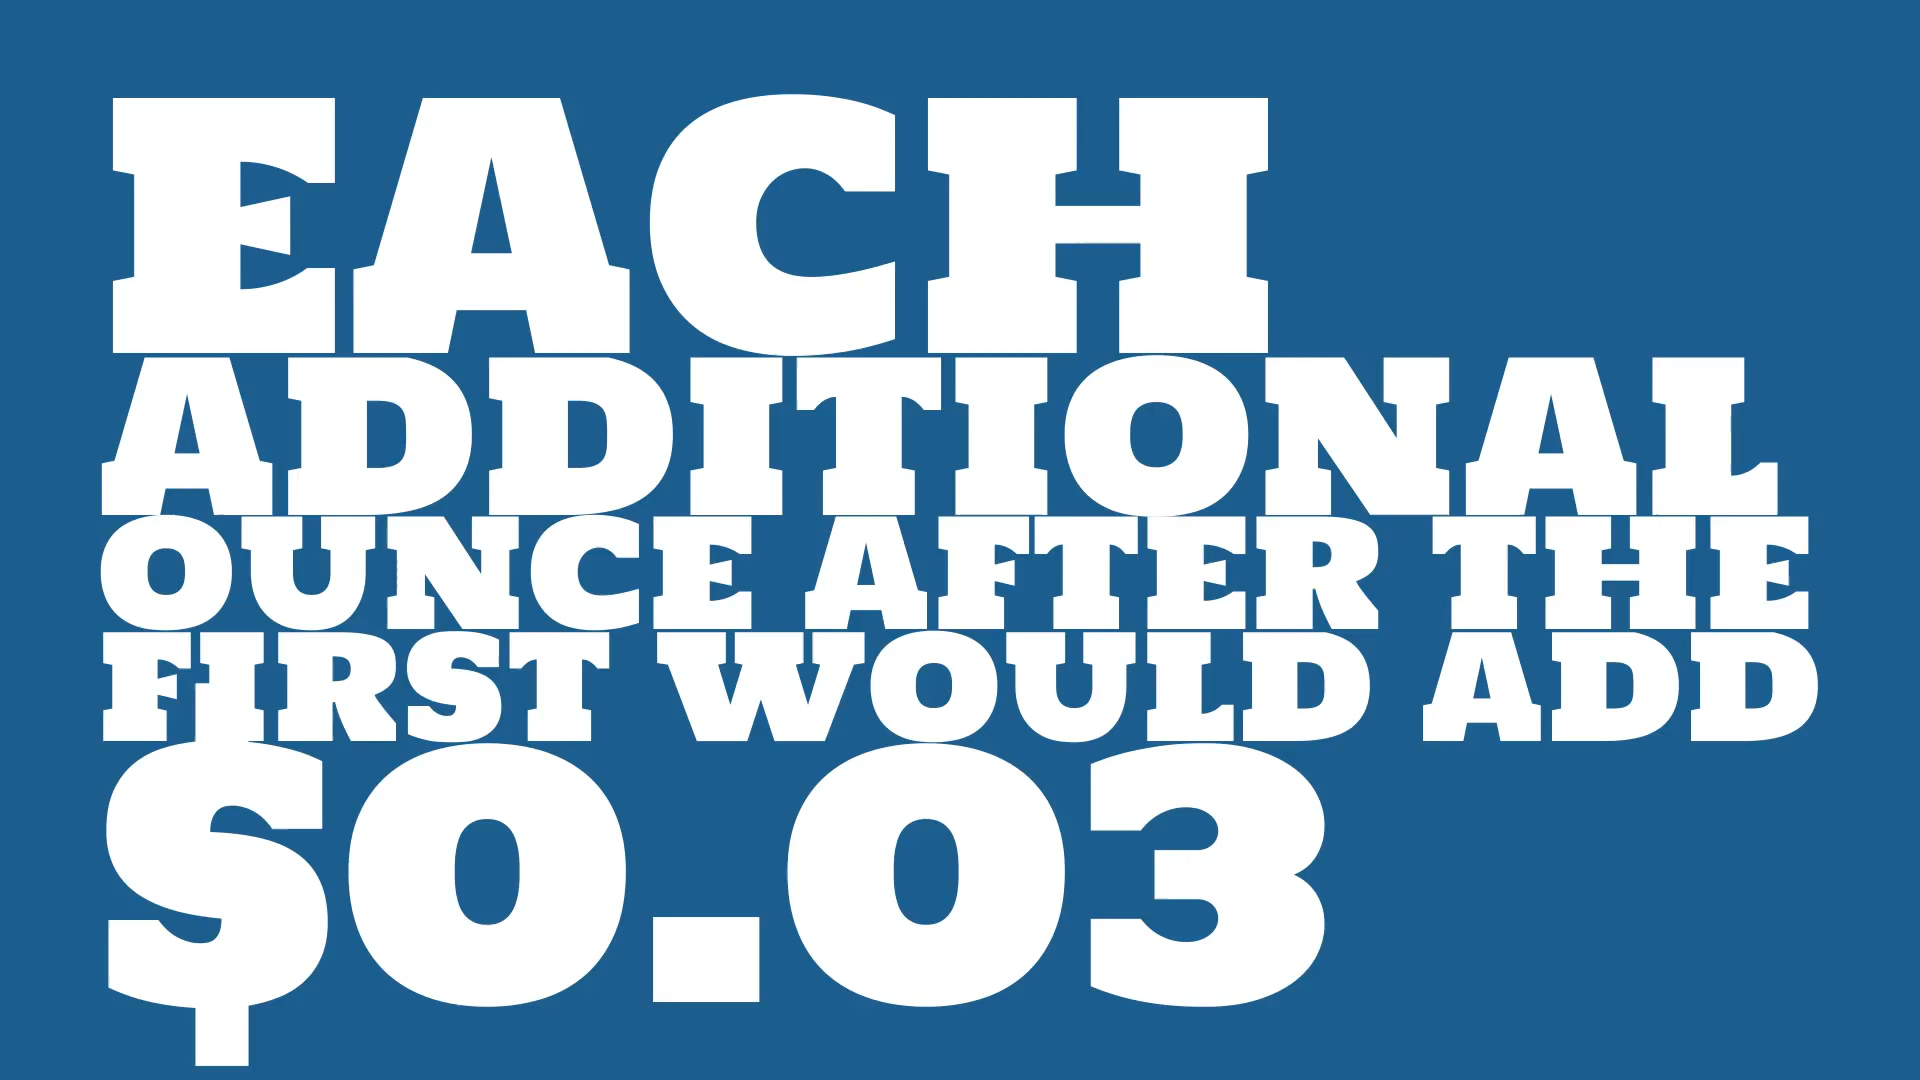 EACH
ADDITIONAL
OUNCE AFTER THE
FIRST WOULD ADD
$0.03